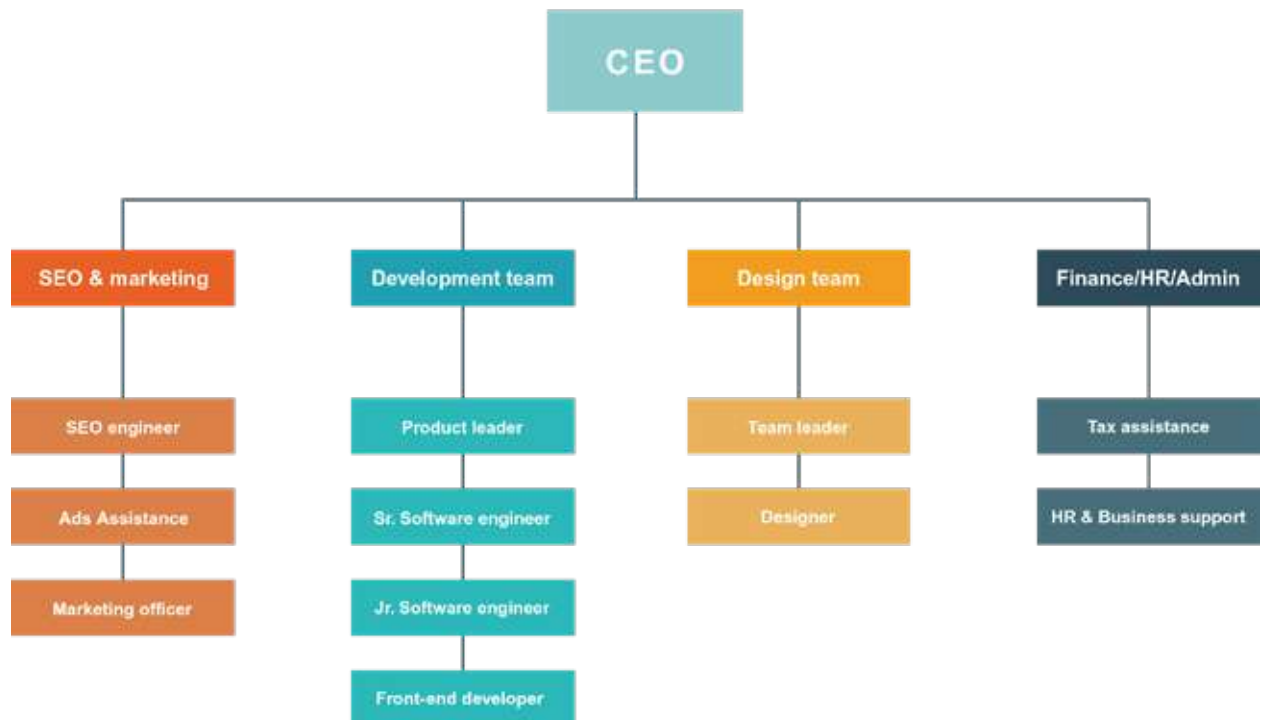 CEO
SEO & marketing
Development team
Design team
Finance/HR/Admin
SEO engineer
Product leader
Team leader
Tax assistance
Ads Assistance
Sr. Software engineer
Designer
HR & Business support
Marketing officer
Jr. Software engineer
Front-end developer